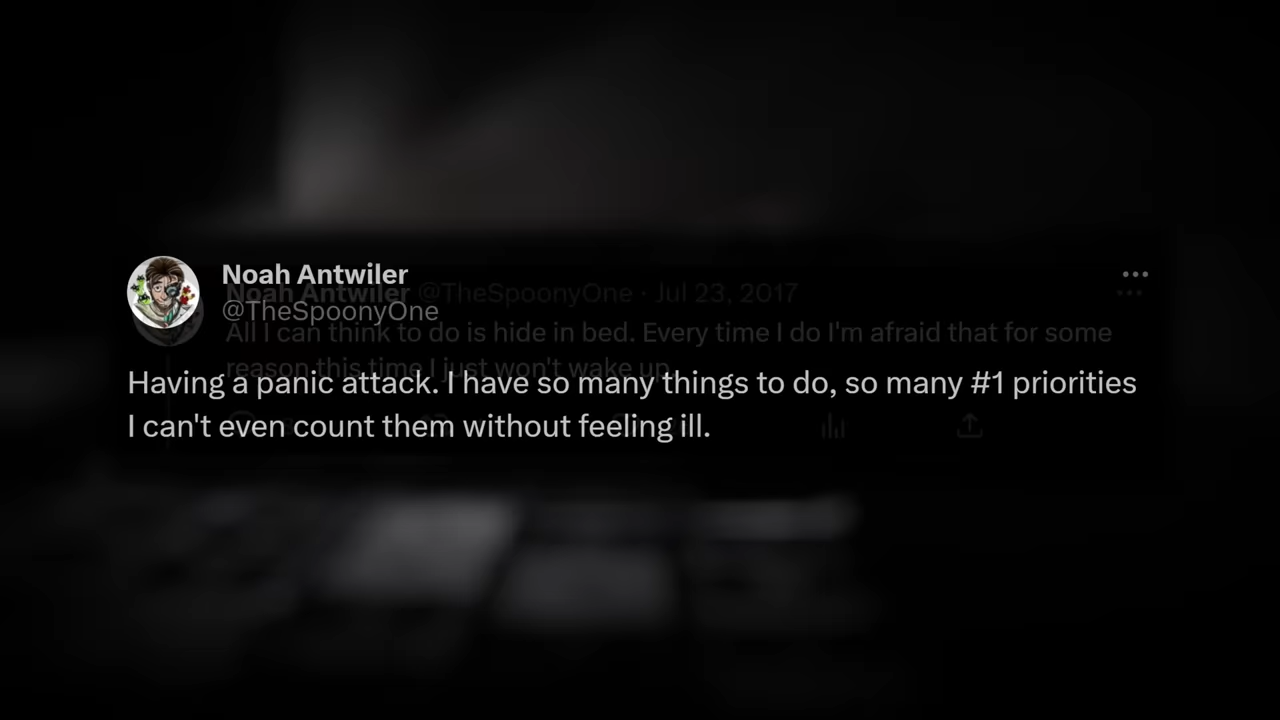 Noah Antwiler
@TheSpoonyOne
Having a panic attack. I have so many things to do, so many #1 priorities
I can't even count them without feeling ill.
Noah Antwiler @TheSpoonyOne · Jul 23, 2017
All I can think to do is hide in bed. Every time I do I'm afraid that for some
reason this time I just won't wake up.